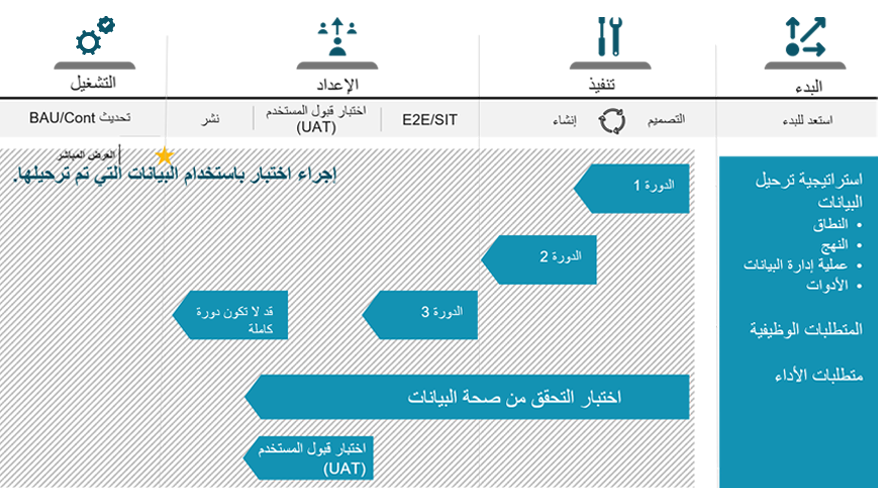 البدء
تنفيذ
الإعداد
التشغيل
استعد للبدء
التصميم
إنشاء
E2E/SIT
اختبار قبول المستخدم
(UAT)
نشر
تحديث BAU/Cont
العرض المباشر
إجراء اختبار باستخدام البيانات التي تم ترحيلها.
استراتيجية ترحيل
البيانات
• النطاق
• النهج
• عملية إدارة البيانات
• الأدوات
المتطلبات الوظيفية
متطلبات الأداء
الدورة 1
الدورة 2
الدورة 3
قد لا تكون دورة
كاملة
اختبار التحقق من صحة البيانات
اختبار قبول المستخدم
(UAT)